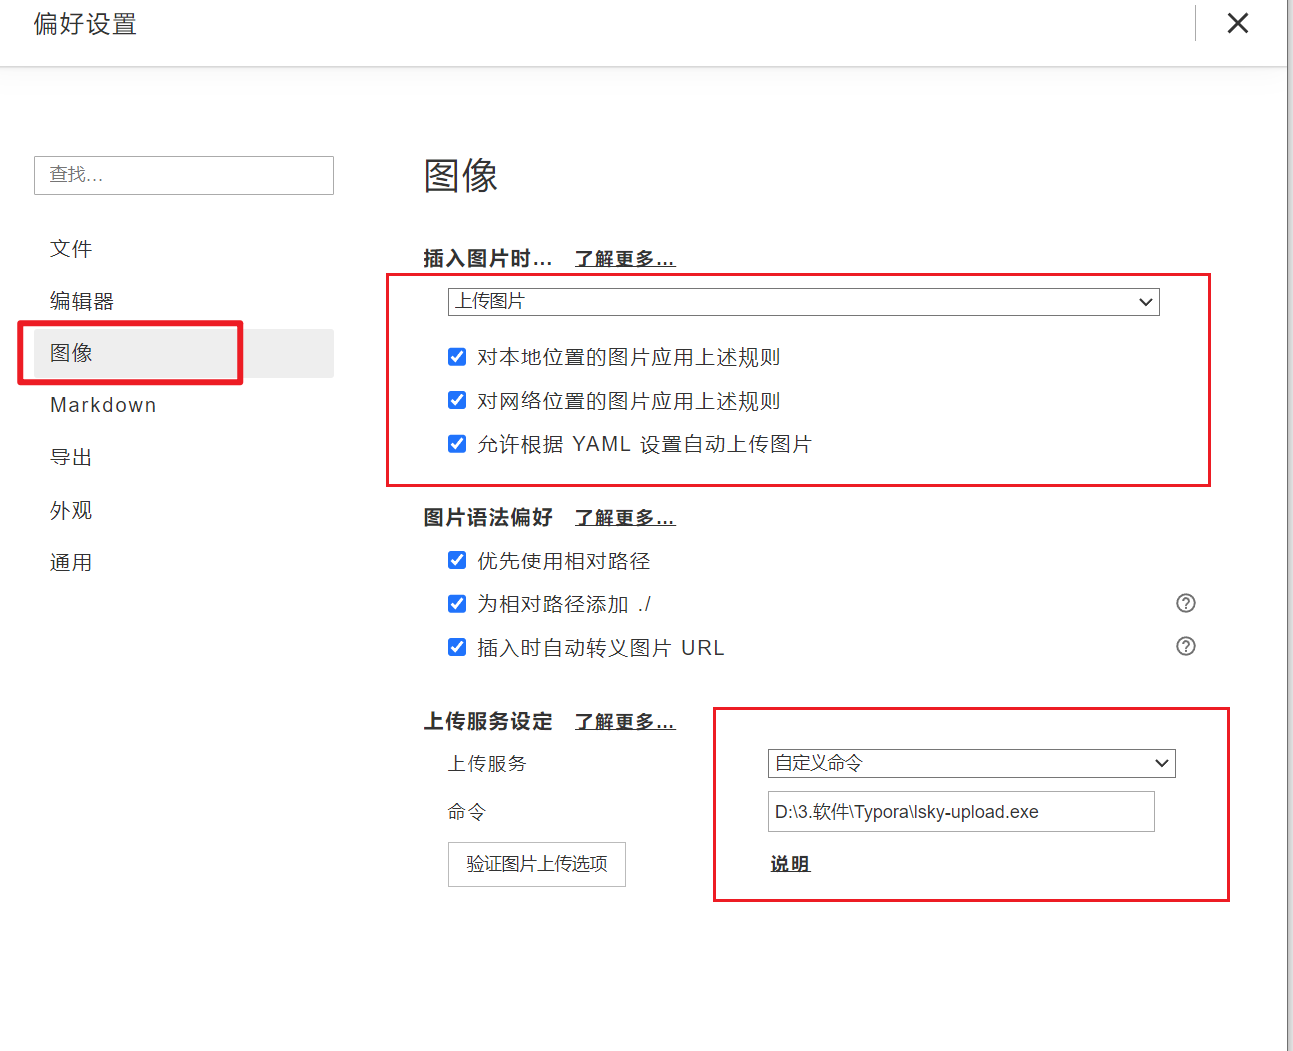 偏好设置
查找...
文件
编辑器
图像
Markdown
导出
外观
通用
图像
插入图片时... 了解更多...
上传图片
对本地位置的图片应用上述规则
对网络位置的图片应用上述规则
允许根据 YAML 设置自动上传图片
图片语法偏好 了解更多...
优先使用相对路径
为相对路径添加 ./
插入时自动转义图片 URL
上传服务设定 了解更多...
上传服务 自定义命令
命令 D:\3.软件\Typora\lsky-upload.exe
验证图片上传选项 说明